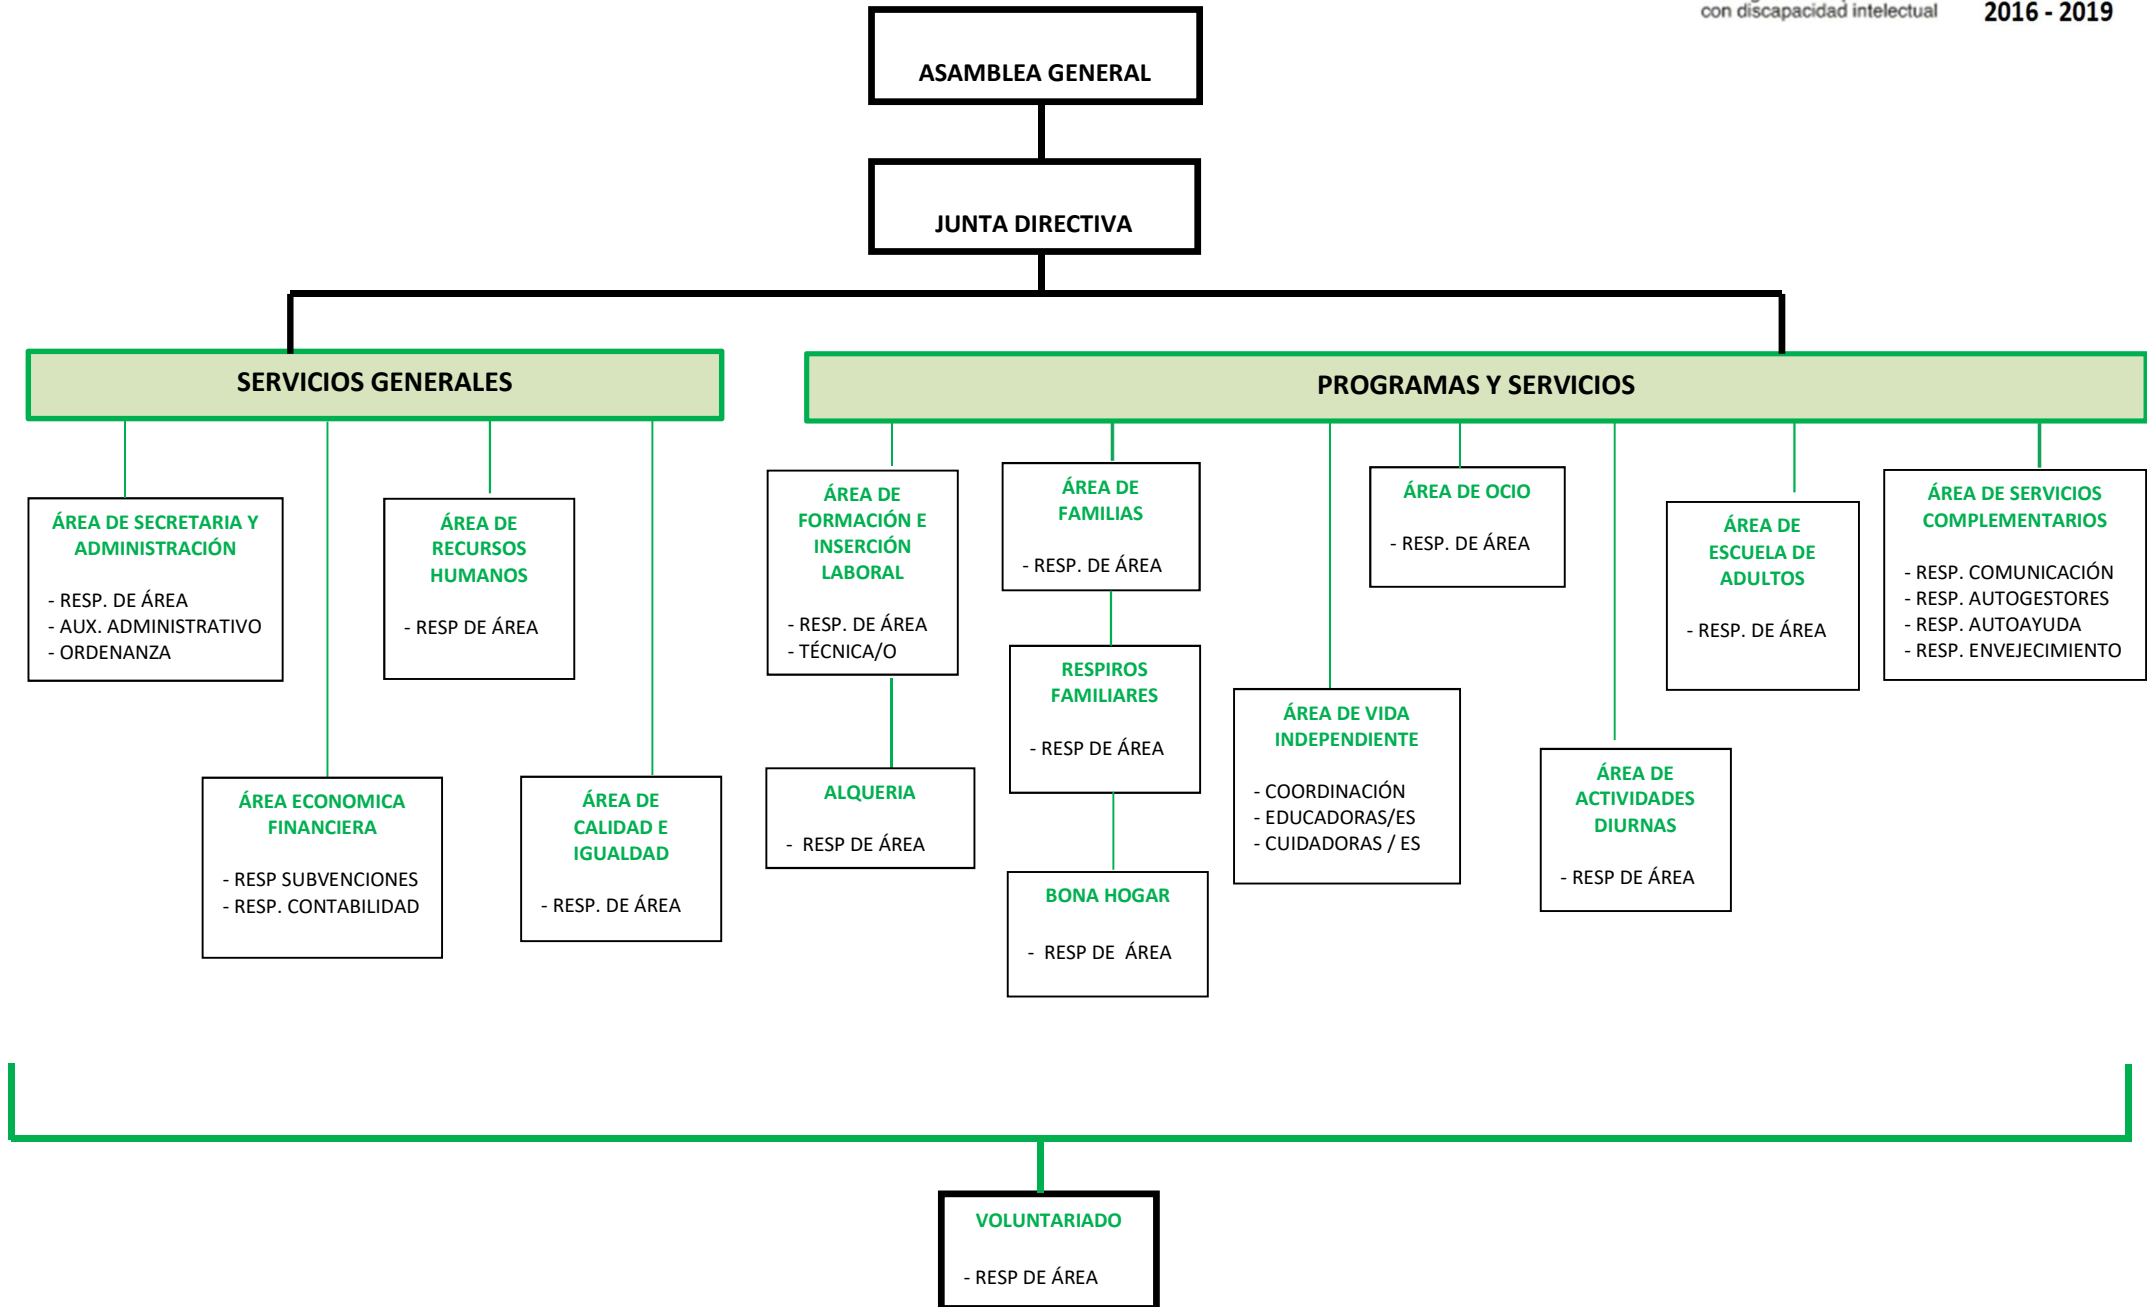 con discapacidad intelectual
2016 - 2019
ASAMBLEA GENERAL
JUNTA DIRECTIVA
SERVICIOS GENERALES
PROGRAMAS Y SERVICIOS
ÁREA DE SECRETARIA Y
ADMINISTRACIÓN
- RESP. DE ÁREA
- AUX. ADMINISTRATIVO
- ORDENANZA
ÁREA DE
RECURSOS
HUMANOS
- RESP DE ÁREA
ÁREA ECONOMICA
FINANCIERA
- RESP SUBVENCIONES
- RESP. CONTABILIDAD
ÁREA DE
CALIDAD E
IGUALDAD
- RESP. DE ÁREA
ÁREA DE
FORMACIÓN E
INSERCIÓN
LABORAL
- RESP. DE ÁREA
- TÉCNICA/O
ALQUERIA
- RESP DE ÁREA
ÁREA DE
FAMILIAS
- RESP. DE ÁREA
RESPIROS
FAMILIARES
- RESP DE ÁREA
BONA HOGAR
- RESP DE ÁREA
ÁREA DE VIDA
INDEPENDIENTE
- COORDINACIÓN
- EDUCADORAS/ES
- CUIDADORAS / ES
ÁREA DE OCIO
- RESP. DE ÁREA
ÁREA DE
ACTIVIDADES
DIURNAS
- RESP DE ÁREA
ÁREA DE
ESCUELA DE
ADULTOS
- RESP. DE ÁREA
ÁREA DE SERVICIOS
COMPLEMENTARIOS
- RESP. COMUNICACIÓN
- RESP. AUTOGESTORES
- RESP. AUTOAYUDA
- RESP. ENVEJECIMIENTO
VOLUNTARIADO
- RESP DE ÁREA